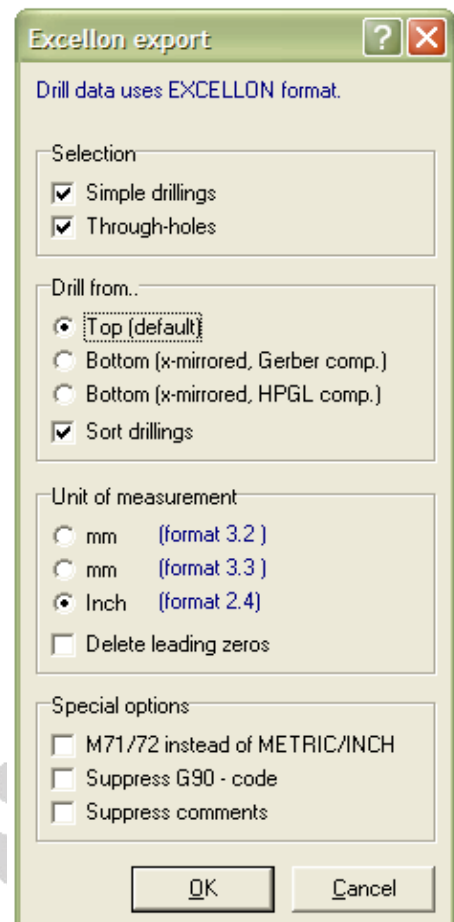 Excellon export
Drill data uses EXCELLON format.
Selection
Simple drillings
Through-holes
Drill from..
Top (default)
Bottom (x-mirrored, Gerber comp.)
Bottom (x-mirrored, HPGL comp.)
Sort drillings
Unit of measurement
mm (format 3.2 )
mm (format 3.3 )
Inch (format 2.4)
Delete leading zeros
Special options
M71/72 instead of METRIC/INCH
Suppress G90 - code
Suppress comments
OK Cancel